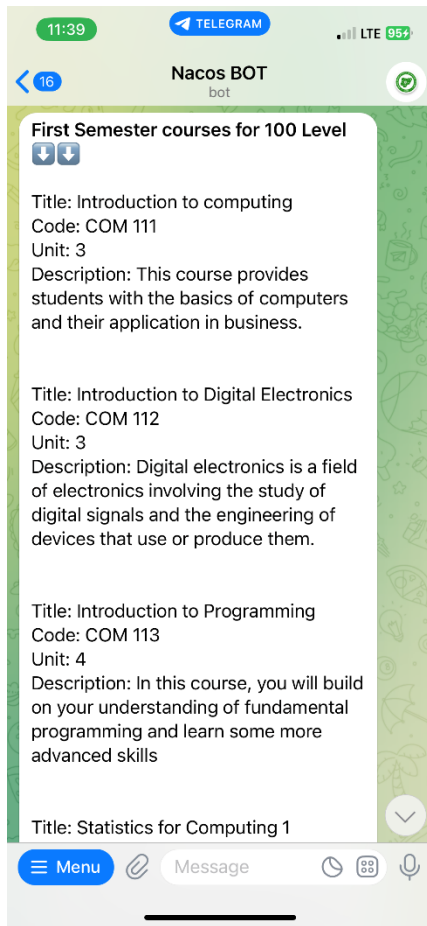 11:39
TELEGRAM
LTE 95
16
Nacos BOT
bot
First Semester courses for 100 Level
⬇️⬇️
Title: Introduction to computing
Code: COM 111
Unit: 3
Description: This course provides
students with the basics of computers
and their application in business.
Title: Introduction to Digital Electronics
Code: COM 112
Unit: 3
Description: Digital electronics is a field
of electronics involving the study of
digital signals and the engineering of
devices that use or produce them.
Title: Introduction to Programming
Code: COM 113
Unit: 4
Description: In this course, you will build
on your understanding of fundamental
programming and learn some more
advanced skills
Title: Statistics for Computing 1
Menu
Message